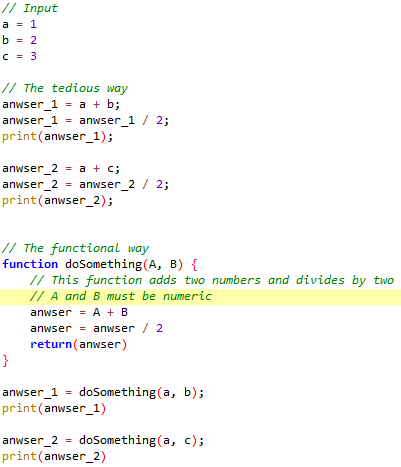 // Input
a = 1
b = 2
c = 3

// The tedious way
anwser_1 = a + b;
anwser_1 = anwser_1 / 2;
print(anwser_1);

anwser_2 = a + c;
anwser_2 = anwser_2 / 2;
print(anwser_2);

// The functional way
function doSomething(A, B) {
    // This function adds two numbers and divides by two
    // A and B must be numeric
    anwser = A + B
    anwser = anwser / 2
    return(anwser)
}

anwser_1 = doSomething(a, b);
print(anwser_1)

anwser_2 = doSomething(a, c);
print(anwser_2)